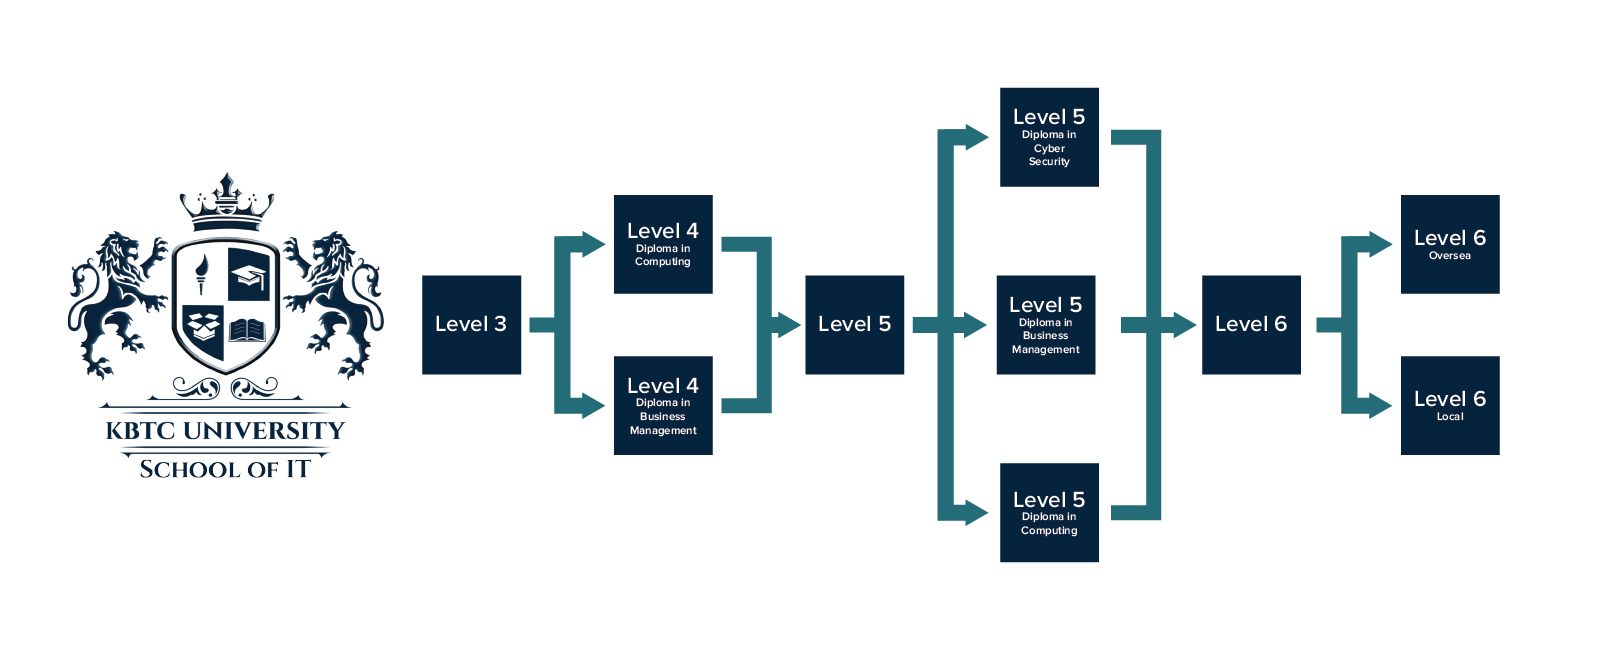 KBTC UNIVERSITY
SCHOOL OF IT
Level 3
Level 4
Diploma in
Computing
Level 4
Diploma in
Business
Management
Level 5
Level 5
Diploma in
Cyber
Security
Level 5
Diploma in
Business
Management
Level 5
Diploma in
Computing
Level 6
Level 6
Oversea
Level 6
Local